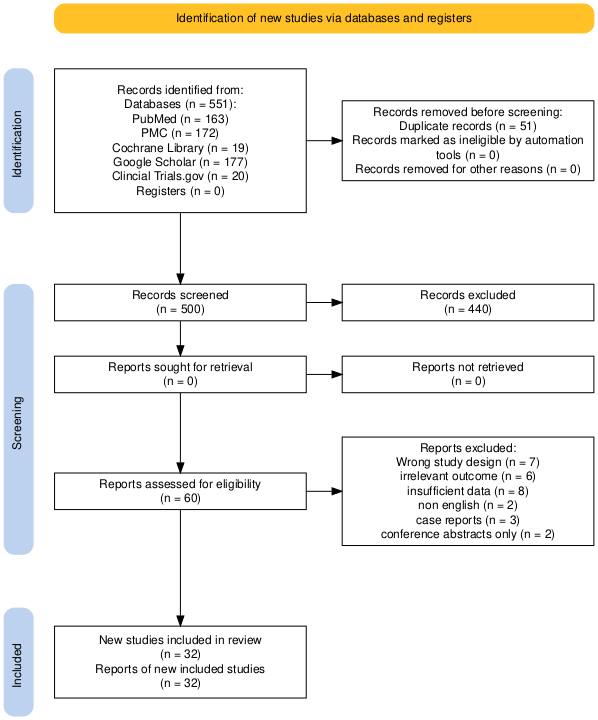 Identification of new studies via databases and registers
Identification
Records identified from:
Databases (n = 551):
PubMed (n = 163)
PMC (n = 172)
Cochrane Library (n = 19)
Google Scholar (n = 177)
Clincial Trials.gov (n = 20)
Registers (n = 0)
Records removed before screening:
Duplicate records (n = 51)
Records marked as ineligible by automation
tools (n = 0)
Records removed for other reasons (n = 0)
Screening
Records screened
(n = 500)
Records excluded
(n = 440)
Reports sought for retrieval
(n = 0)
Reports not retrieved
(n = 0)
Reports assessed for eligibility
(n = 60)
Reports excluded:
Wrong study design (n = 7)
irrelevant outcome (n = 6)
insufficient data (n = 8)
non english (n = 2)
case reports (n = 3)
conference abstracts only (n = 2)
Included
New studies included in review
(n = 32)
Reports of new included studies
(n = 32)